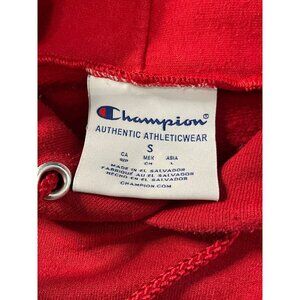 Champion
AUTHENTIC ATHLETICWEAR
S
CA MEX ASIA
REP CH L
MADE IN EL SALVADOR
FABRIQUÉ AU EL SALVADOR
HECHO EN EL SALVADOR
CHAMPION.COM